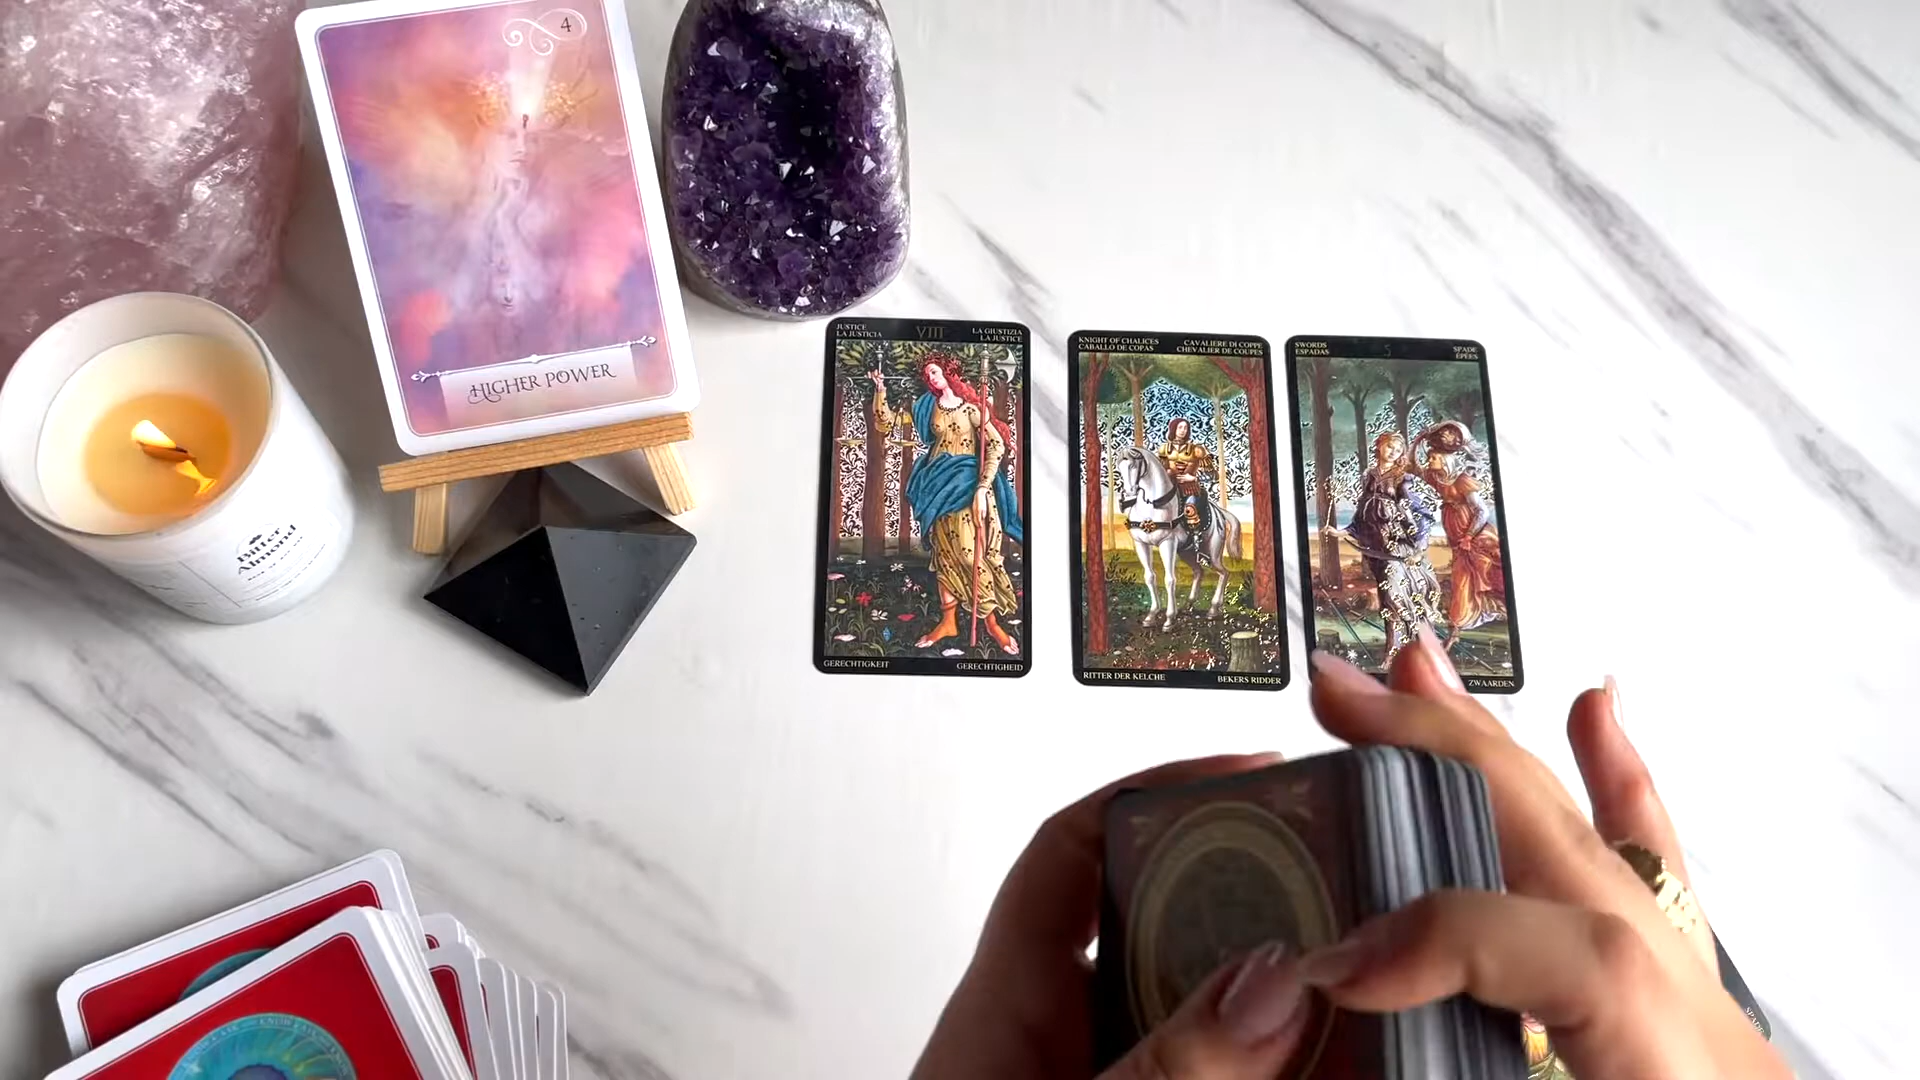 4
HIGHER POWER
Bitter
Almond
JUSTICE
LA JUSTICIA
VIII
LA GIUSTIZIA
LA JUSTICE
GERECHTIGKEIT
GERECHTIGHEID
KNIGHT OF CHALICES
CABALLO DE COPAS
CAVALIERE DI COPPE
CHEVALIER DE COUPES
RITTER DER KELCHE
BEKERS RIDDER
SWORDS
ESPADAS
5
SPADE
ÉPÉES
ZWAARDEN
SPADE